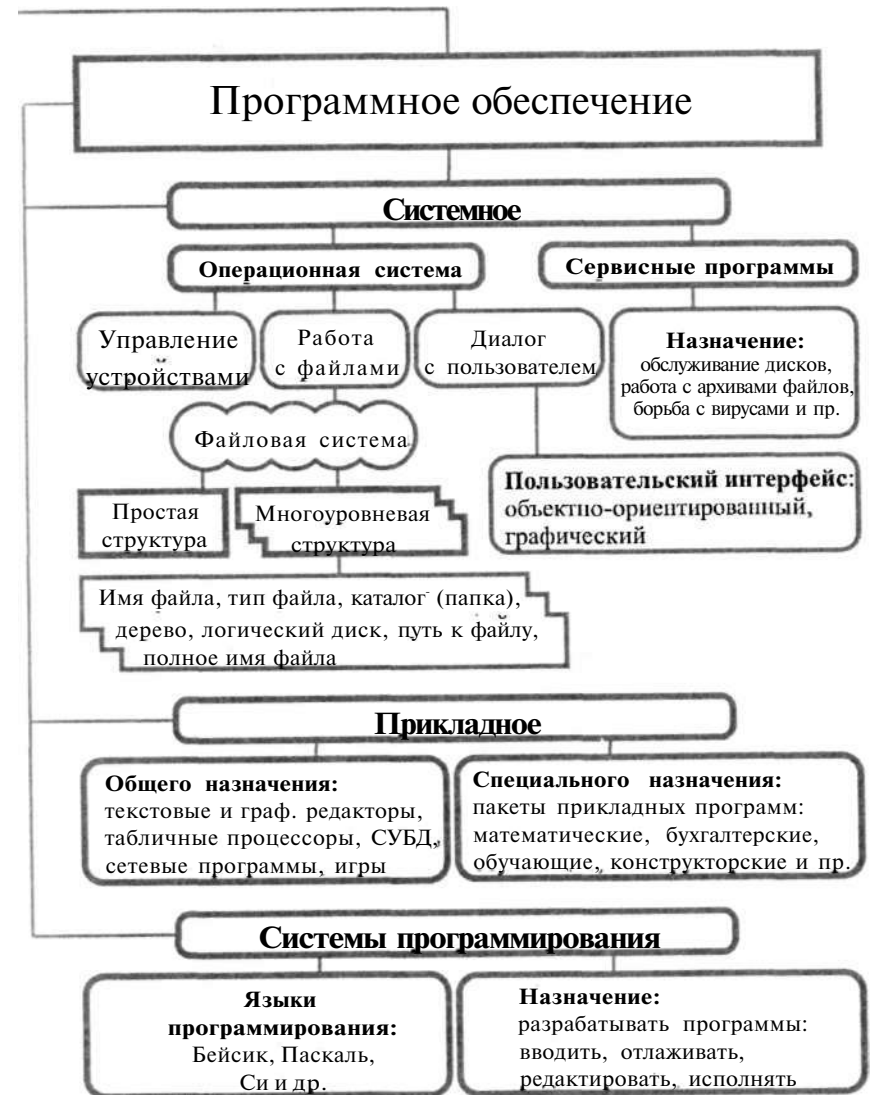 Программное обеспечение
Системное
Операционная система
Сервисные программы
Управление
устройствами
Работа
с файлами
Диалог
с пользователем
Назначение:
обслуживание дисков,
работа с архивами файлов,
борьба с вирусами и пр.
Файловая система
Пользовательский интерфейс:
объектно-ориентированный,
графический
Простая
структура
Многоуровневая
структура
Имя файла, тип файла, каталог (папка),
дерево, логический диск, путь к файлу,
полное имя файла
Прикладное
Общего назначения:
текстовые и граф. редакторы,
табличные процессоры, СУБД,
сетевые программы, игры
Специального назначения:
пакеты прикладных программ:
математические, бухгалтерские,
обучающие, конструкторские и пр.
Системы программирования
Языки
программирования:
Бейсик, Паскаль,
Си и др.
Назначение:
разрабатывать программы:
вводить, отлаживать,
редактировать, исполнять